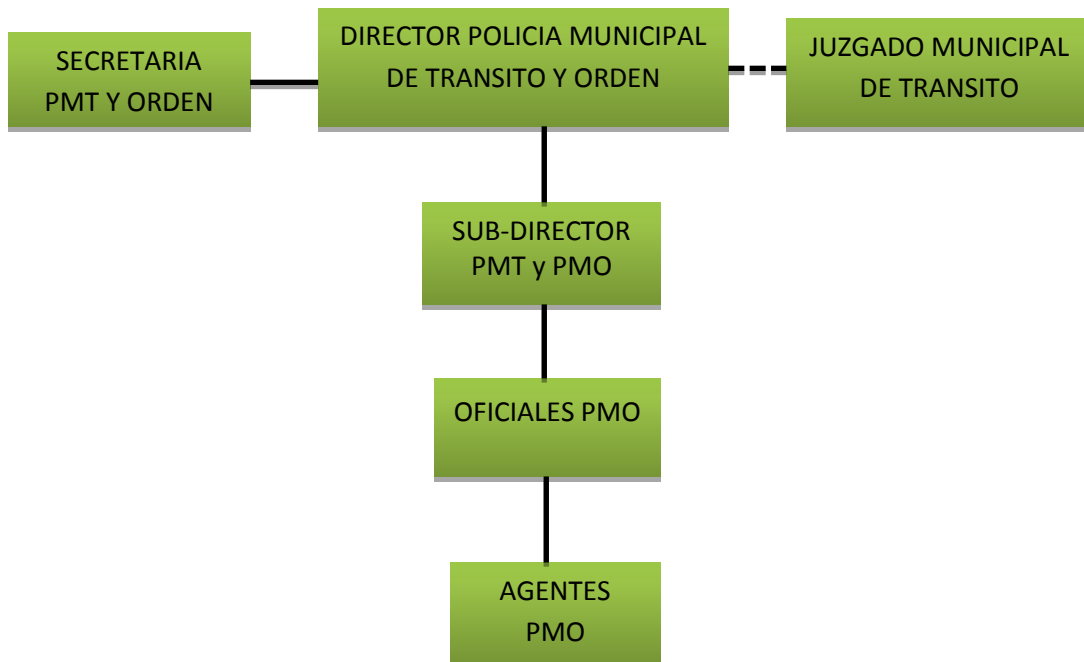 SECRETARIA
PMT Y ORDEN
DIRECTOR POLICIA MUNICIPAL
DE TRANSITO Y ORDEN
JUZGADO MUNICIPAL
DE TRANSITO
SUB-DIRECTOR
PMT y PMO
OFICIALES PMO
AGENTES
PMO